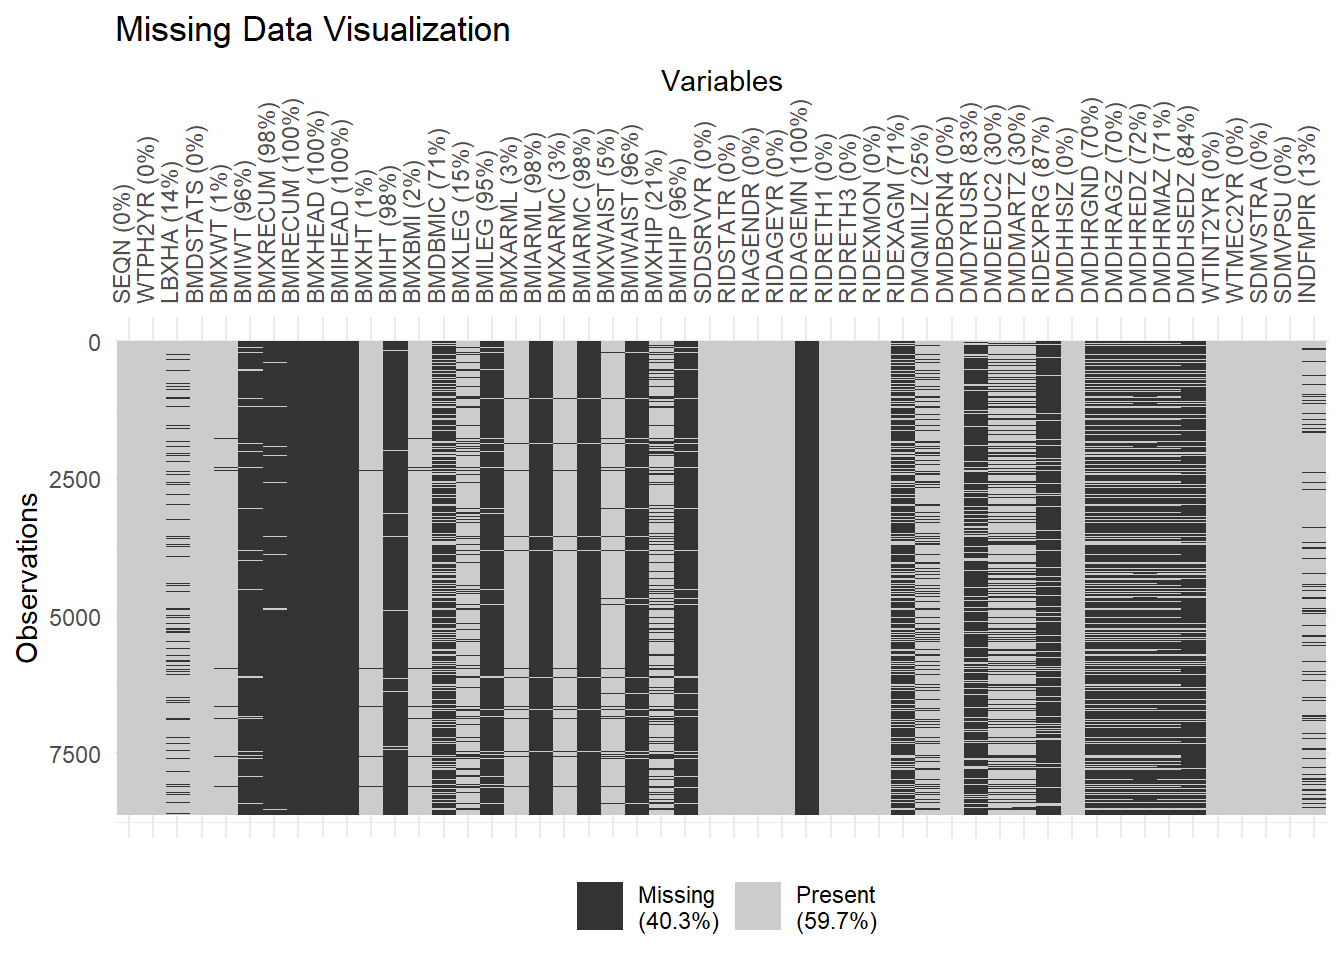 Missing Data Visualization
Variables
SEQN (0%)
WTPH2YR (0%)
LBXHA (14%)
BMDSTATS (0%)
BMXWT (1%)
BMIWT (96%)
BMXRECUM (98%)
BMIRECUM (100%)
BMXHEAD (100%)
BMIHEAD (100%)
BMXHT (1%)
BMIHT (98%)
BMXBMI (2%)
BMDBMIC (71%)
BMXLEG (15%)
BMILEG (95%)
BMXARML (3%)
BMIARML (98%)
BMXARMC (3%)
BMIARMC (98%)
BMXWAIST (5%)
BMIWAIST (96%)
BMXHIP (21%)
BMIHIP (96%)
SDDSRVYR (0%)
RIDSTATR (0%)
RIAGENDR (0%)
RIDAGEYR (0%)
RIDAGEMN (100%)
RIDRETH1 (0%)
RIDRETH3 (0%)
RIDEXMON (0%)
RIDEXAGM (71%)
DMQMILIZ (25%)
DMDBORN4 (0%)
DMDYRUSR (83%)
DMDEDUC2 (30%)
DMDMARTZ (30%)
RIDEXPRG (87%)
DMDHHSIZ (0%)
DMDHRGND (70%)
DMDHRAGZ (70%)
DMDHREDZ (72%)
DMDHRMAZ (71%)
DMDHSEDZ (84%)
WTINT2YR (0%)
WTMEC2YR (0%)
SDMVSTRA (0%)
SDMVPSU (0%)
INDFMPIR (13%)
0
2500
5000
7500
Observations
Missing
(40.3%)
Present
(59.7%)